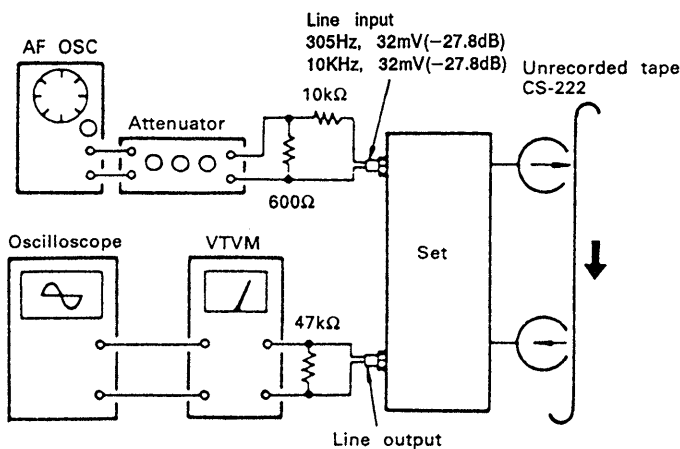 Line input
305Hz, 32mV(−27.8dB)
10KHz, 32mV(−27.8dB)
AF OSC
Unrecorded tape
CS-222
10kΩ
Attenuator
600Ω
Oscilloscope
VTVM
Set
47kΩ
Line output